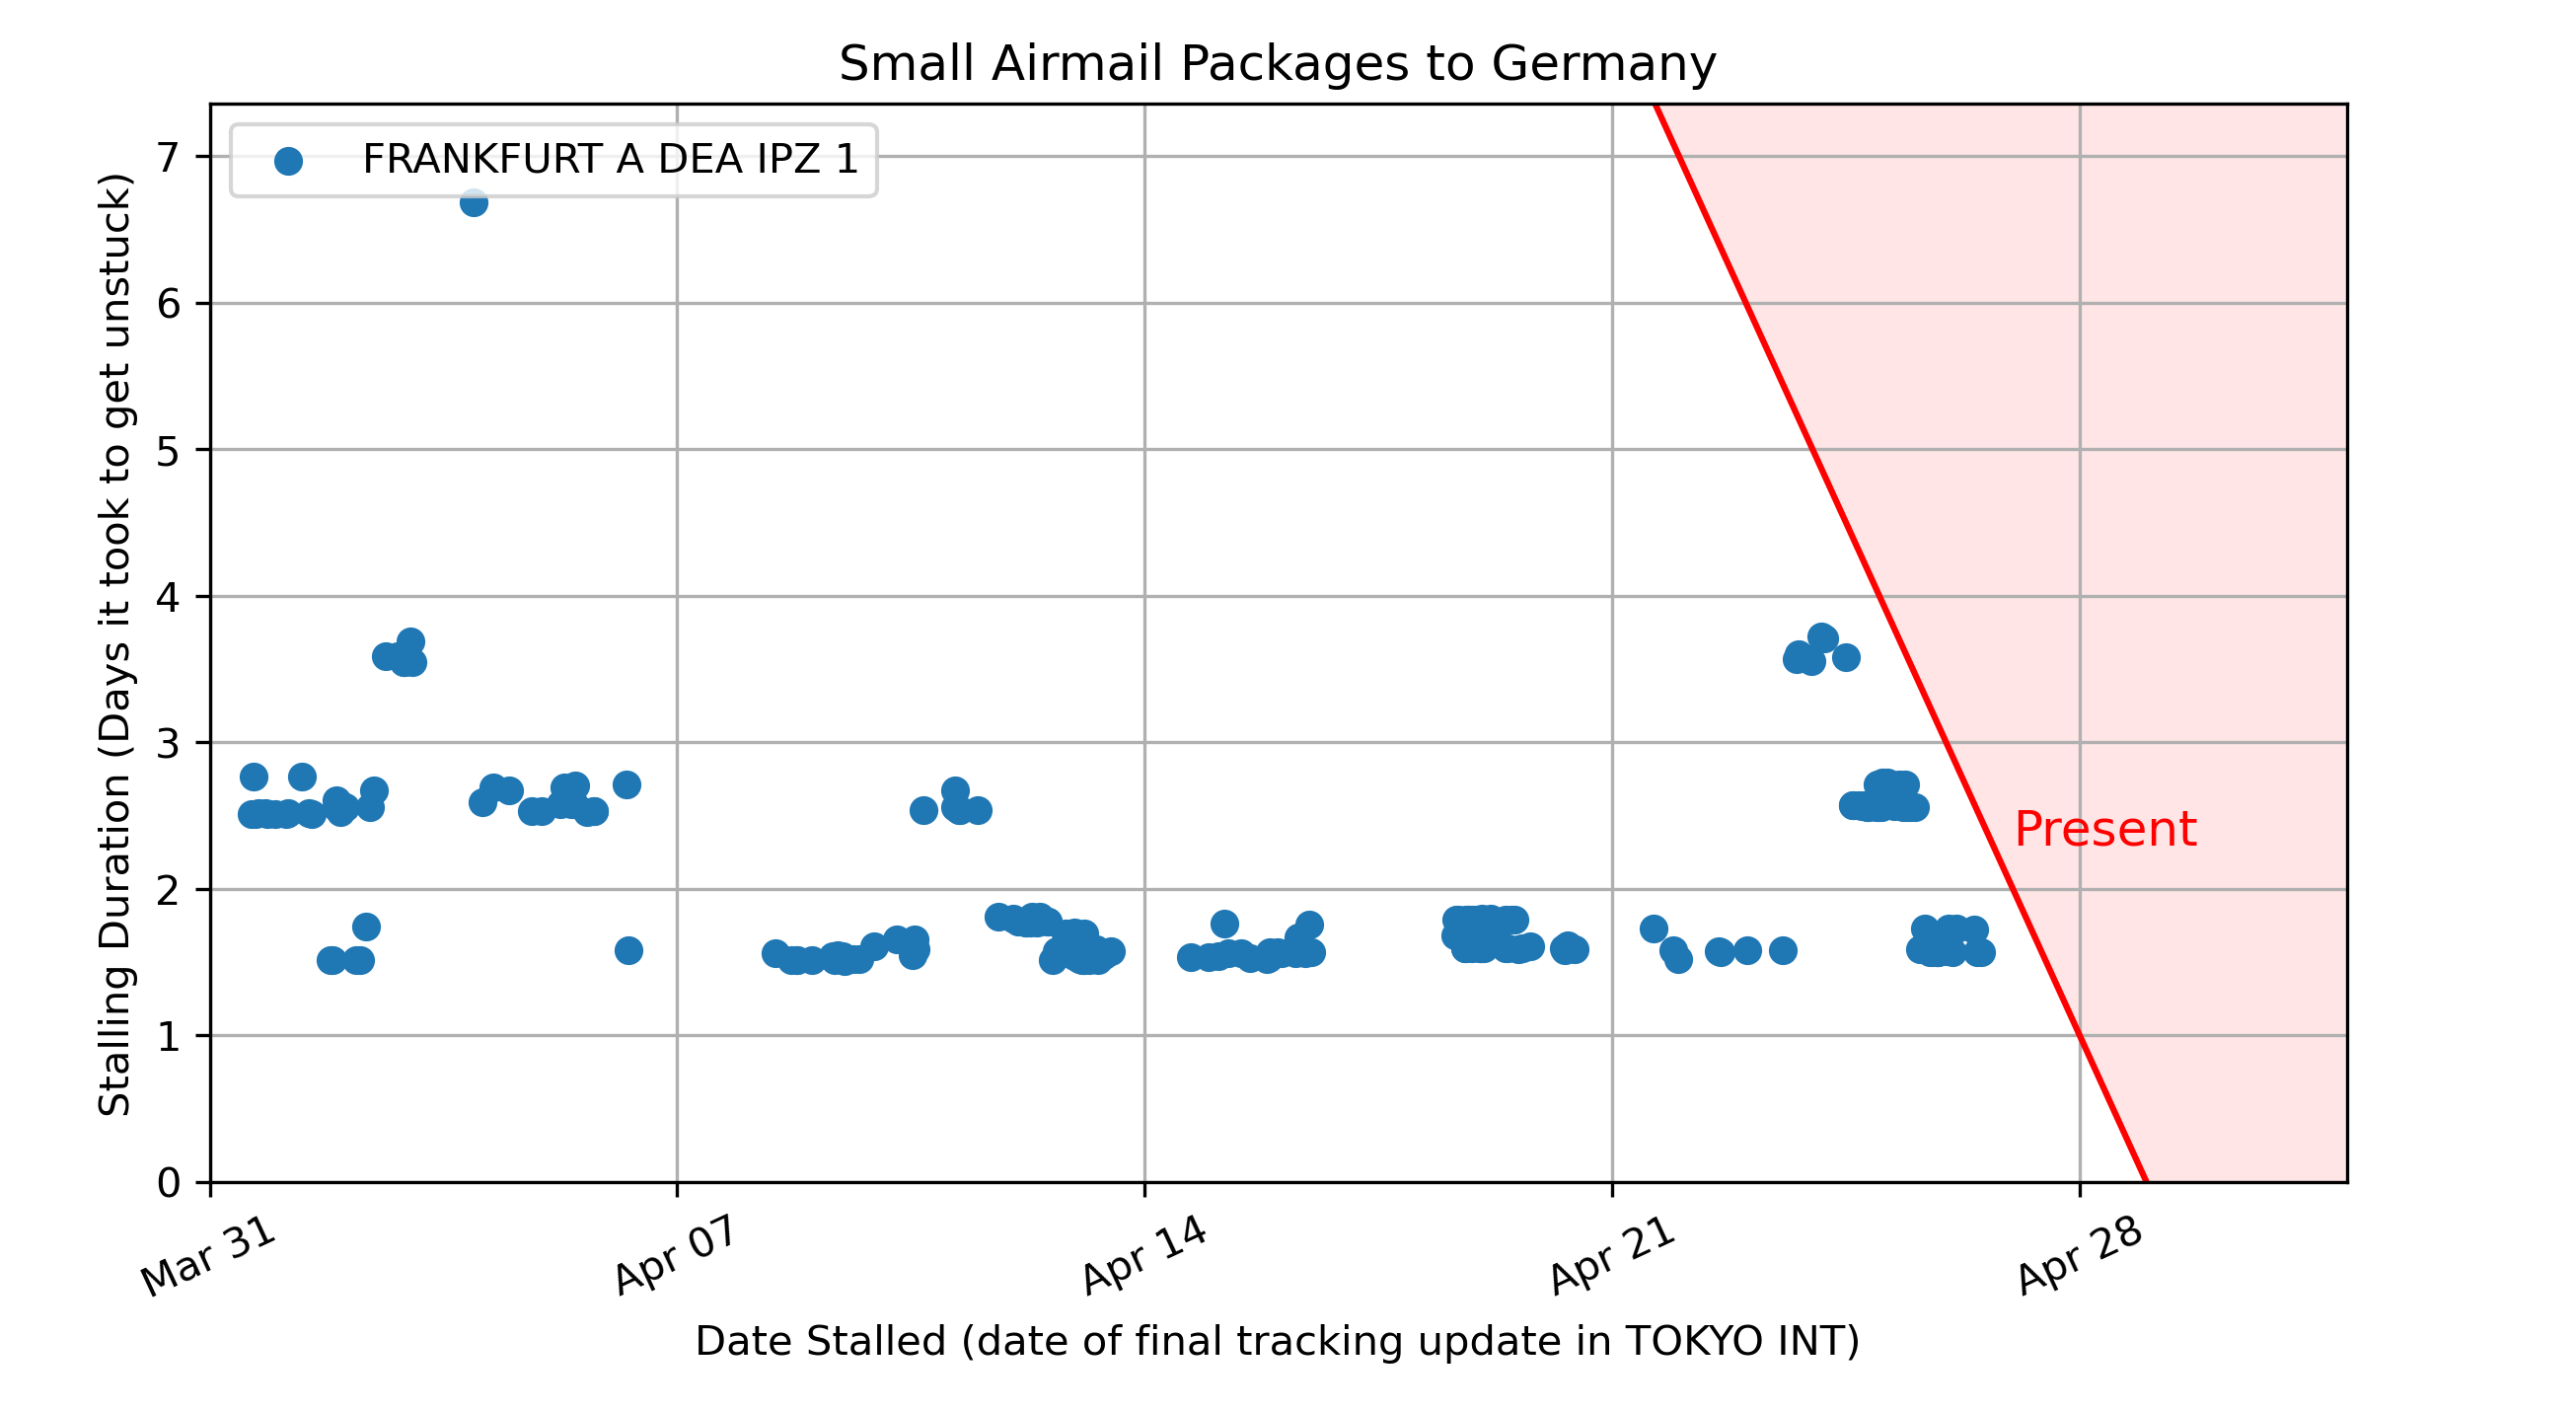 Small Airmail Packages to Germany
FRANKFURT A DEA IPZ 1
Stalling Duration (Days it took to get unstuck)
7
6
5
4
3
2
1
0
Present
Mar 31
Apr 07
Apr 14
Apr 21
Apr 28
Date Stalled (date of final tracking update in TOKYO INT)